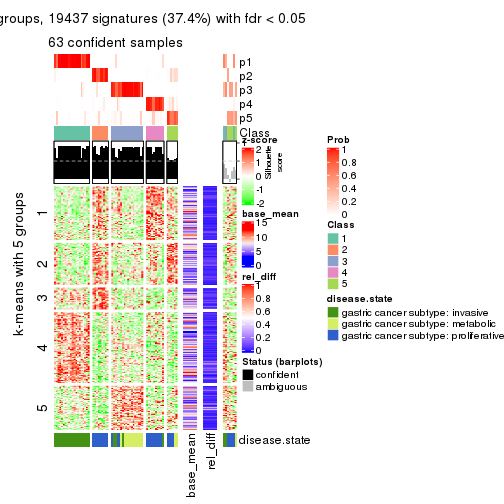 groups, 19437 signatures (37.4%) with fdr < 0.05
63 confident samples
p1
p2
p3
p4
p5
Class
Silhouette
score
k-means with 5 groups
1
2
3
4
5
disease.state
base_mean
rel_diff
z-score
2
1
0
-1
-2
base_mean
15
10
5
0
rel_diff
1
0.8
0.6
0.4
0.2
0
Status (barplots)
confident
ambiguous
Prob
1
0.8
0.6
0.4
0.2
0
Class
1
2
3
4
5
disease.state
gastric cancer subtype: invasive
gastric cancer subtype: metabolic
gastric cancer subtype: proliferative